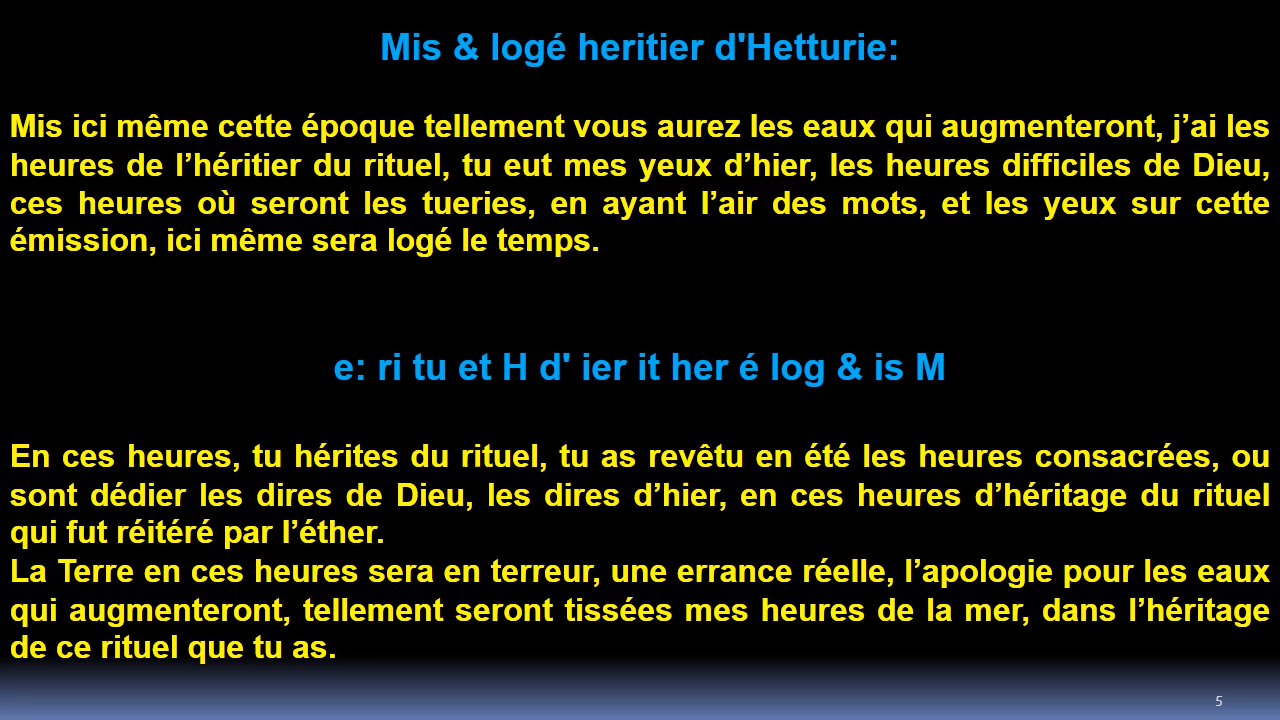 Mis & logé heritier d'Hetturie:
Mis ici même cette époque tellement vous aurez les eaux qui augmenteront, j’ai les
heures de l’héritier du rituel, tu eut mes yeux d’hier, les heures difficiles de Dieu,
ces heures où seront les tueries, en ayant l’air des mots, et les yeux sur cette
émission, ici même sera logé le temps.
e: ri tu et H d' ier it her é log & is M
En ces heures, tu hérites du rituel, tu as revêtu en été les heures consacrées, ou
sont dédier les dires de Dieu, les dires d’hier, en ces heures d’héritage du rituel
qui fut réitéré par l’éther.
La Terre en ces heures sera en terreur, une errance réelle, l’apologie pour les eaux
qui augmenteront, tellement seront tissées mes heures de la mer, dans l’héritage
de ce rituel que tu as.
5